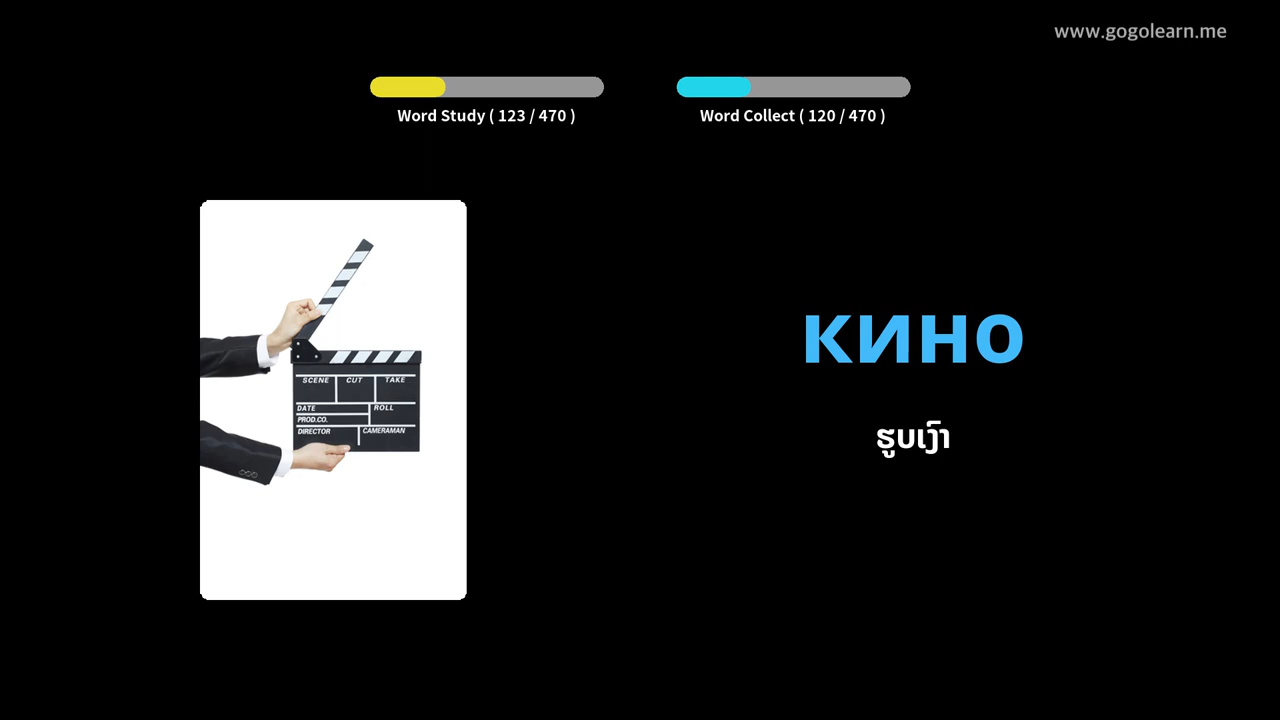 www.gogolearn.me
Word Study ( 123 / 470 )
Word Collect ( 120 / 470 )
SCENE CUT TAKE
DATE ROLL
PROD.CO.
DIRECTOR CAMERAMAN
кино
ຮູບເງົາ